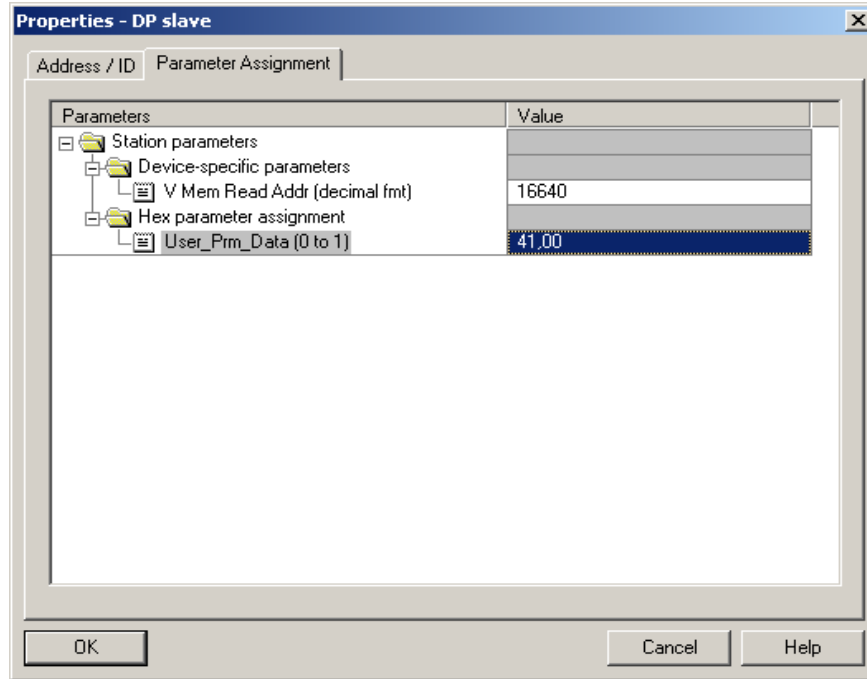 Properties - DP slave
Address / ID Parameter Assignment
Parameters Value
Station parameters
Device-specific parameters
V Mem Read Addr (decimal fmt) 16640
Hex parameter assignment
User_Prm_Data (0 to 1) 41,00
OK Cancel Help